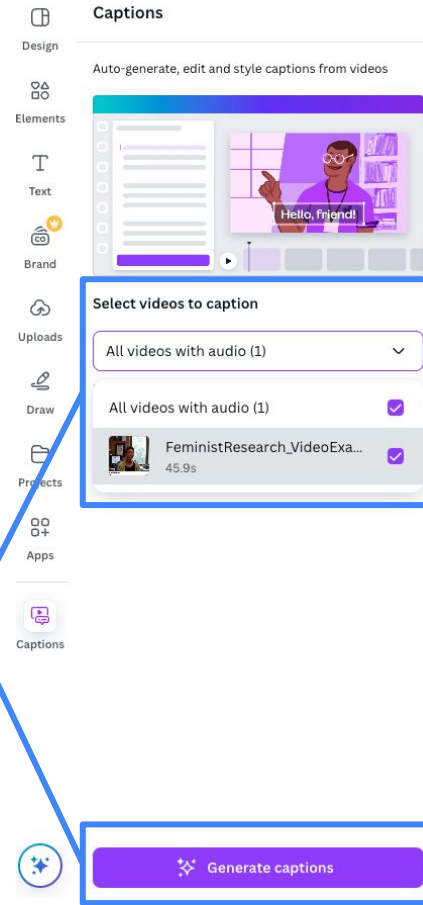 Design
Elements
Text
Brand
Uploads
Draw
Projects
Apps
Captions
Captions
Auto-generate, edit and style captions from videos
Hello, friend!
Select videos to caption
All videos with audio (1)
All videos with audio (1)
FeministResearch_VideoExa...
45.9s
Generate captions